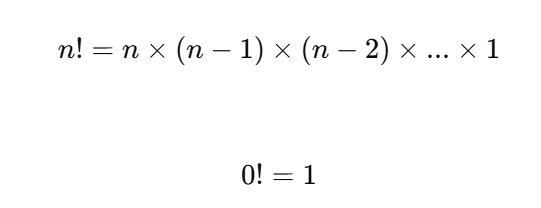 n! = n × (n − 1) × (n − 2) × ... × 1
0! = 1